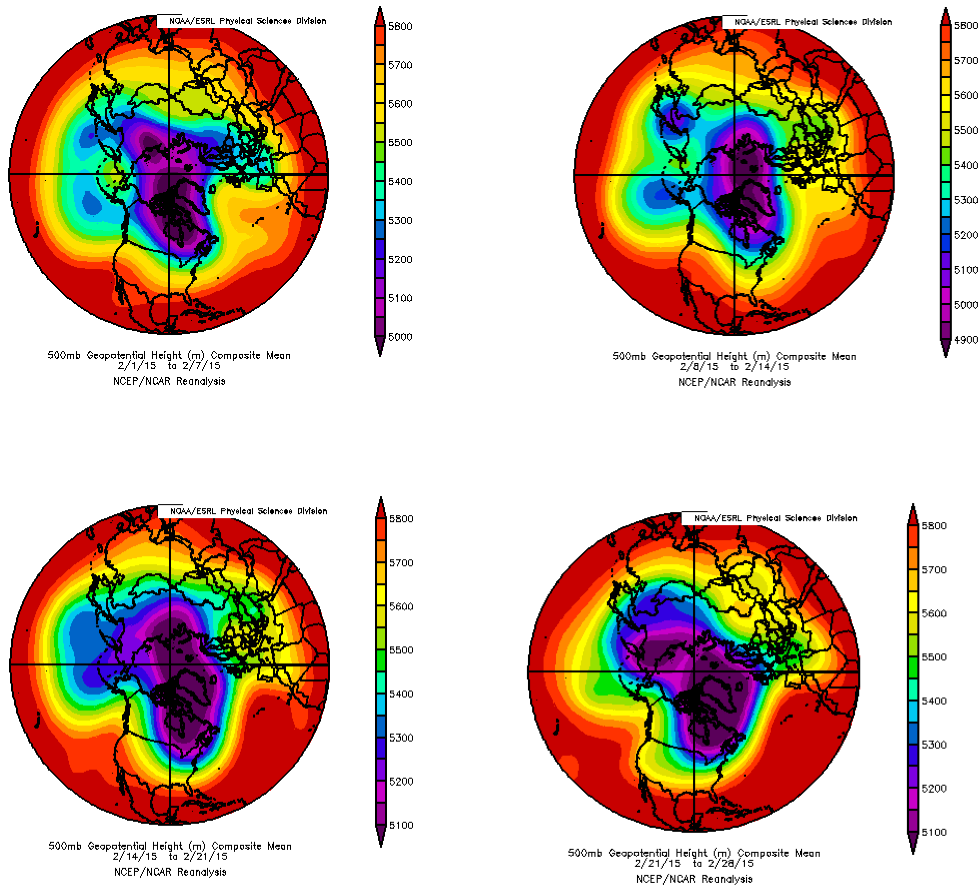 NOAA/ESRL Physical Sciences Division
5800
5700
5600
5500
5400
5300
5200
5100
5000
500mb Geopotential Height (m) Composite Mean
2/1/15 to 2/7/15
NCEP/NCAR Reanalysis
NOAA/ESRL Physical Sciences Division
5800
5700
5600
5500
5400
5300
5200
5100
5000
4900
500mb Geopotential Height (m) Composite Mean
2/8/15 to 2/14/15
NCEP/NCAR Reanalysis
NOAA/ESRL Physical Sciences Division
5800
5700
5600
5500
5400
5300
5200
5100
500mb Geopotential Height (m) Composite Mean
2/14/15 to 2/21/15
NCEP/NCAR Reanalysis
NOAA/ESRL Physical Sciences Division
5800
5700
5600
5500
5400
5300
5200
5100
500mb Geopotential Height (m) Composite Mean
2/21/15 to 2/28/15
NCEP/NCAR Reanalysis